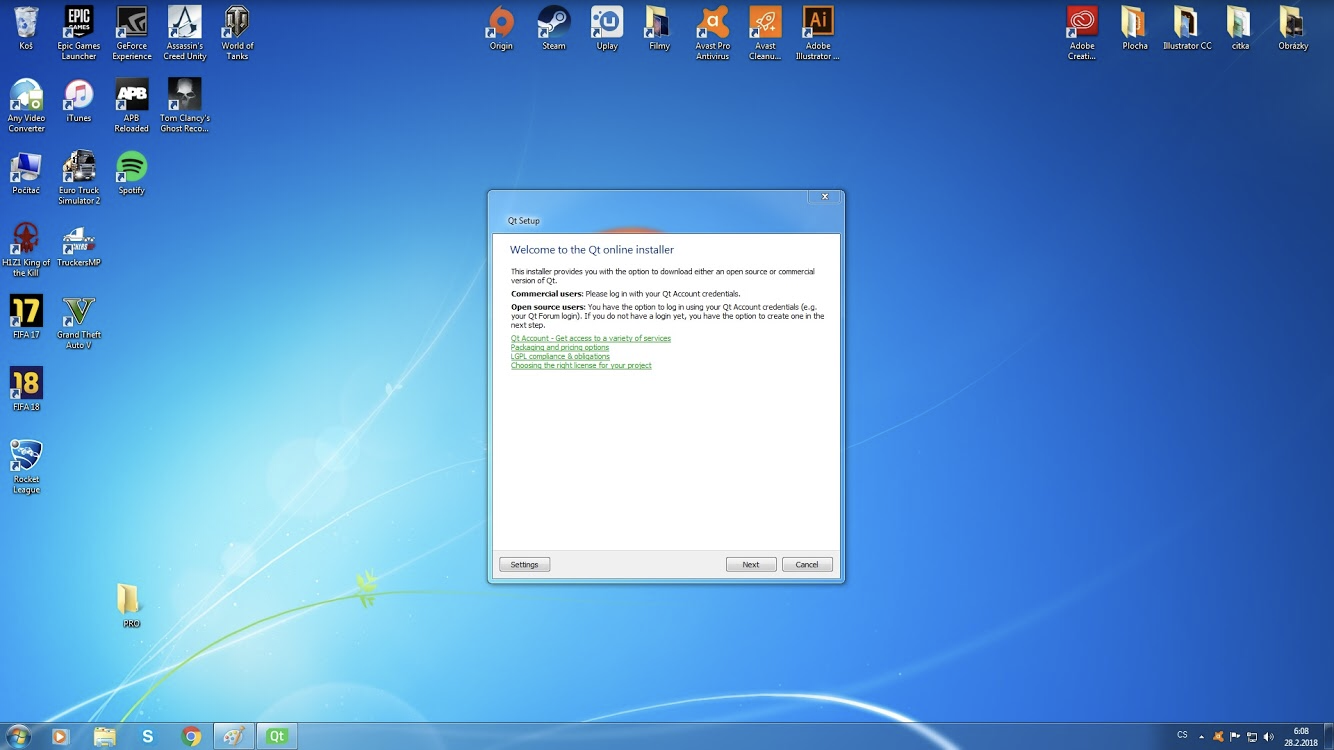 Koš
Epic Games
Launcher
GeForce
Experience
Assassin's
Creed Unity
World of
Tanks
Origin
Steam
Uplay
Filmy
Avast Pro
Antivirus
Avast
Cleanu...
Adobe
Illustrator ...
Adobe
Creati...
Plocha
Illustrator CC
citka
Obrázky
EPIC
GAMES
Ai
Any Video
Converter
iTunes
APB
APB
Reloaded
Tom Clancy's
Ghost Reco...
Počítač
Euro Truck
Simulator 2
Spotify
H1Z1 King of
the Kill
TruckersMP
17
FIFA 17
V
Grand Theft
Auto V
18
FIFA 18
Rocket
League
PRO
Qt Setup
Welcome to the Qt online installer
This installer provides you with the option to download either an open source or commercial
version of Qt.
Commercial users: Please log in with your Qt Account credentials.
Open source users: You have the option to log in using your Qt Account credentials (e.g.
your Qt Forum login). If you do not have a login yet, you have the option to create one in the
next step.
Qt Account - Get access to a variety of services
Packaging and pricing options
LGPL compliance & obligations
Choosing the right license for your project
Settings
Next
Cancel
S
Qt
CS
6:08
28.2.2018